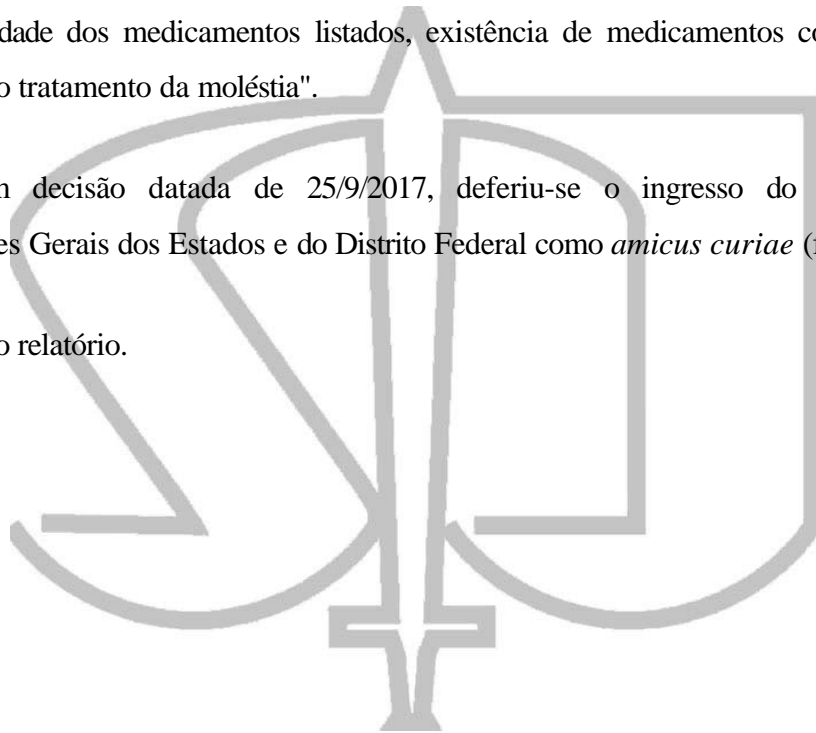 dade dos medicamentos listados, existência de medicamentos co
o tratamento da moléstia".
decisão datada de 25/9/2017, deferiu-se o ingresso do
es Gerais dos Estados e do Distrito Federal como amicus curiae (
o relatório.